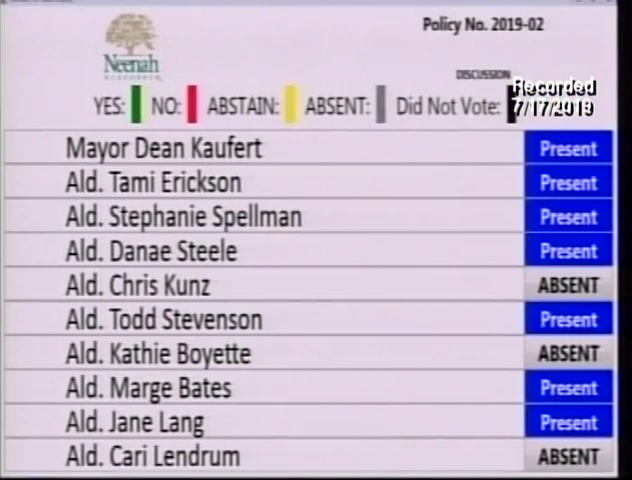 Policy No. 2019-02
Neenah
WISCONSIN
DISCUSSION
Recorded
7/17/2019
YES: NO: ABSTAIN: ABSENT: Did Not Vote:
Mayor Dean Kaufert Present
Ald. Tami Erickson Present
Ald. Stephanie Spellman Present
Ald. Danae Steele Present
Ald. Chris Kunz ABSENT
Ald. Todd Stevenson Present
Ald. Kathie Boyette ABSENT
Ald. Marge Bates Present
Ald. Jane Lang Present
Ald. Cari Lendrum ABSENT